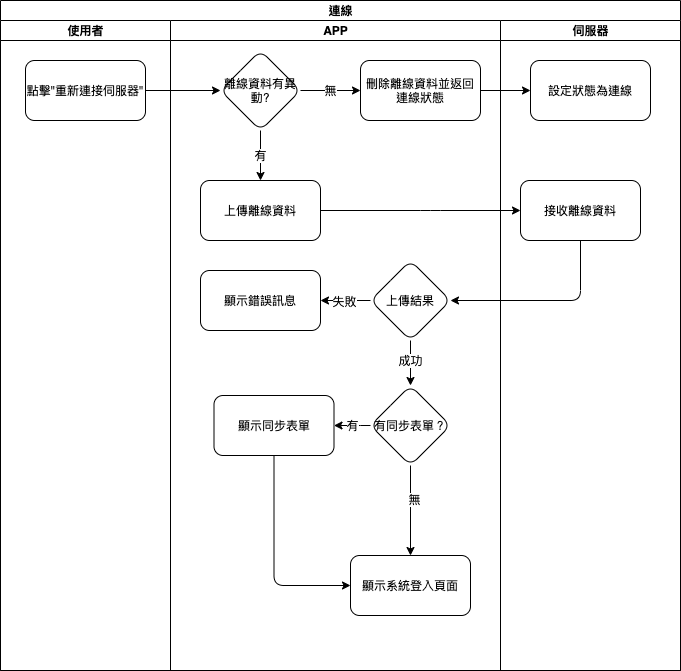 連線
使用者
APP
伺服器
點擊"重新連接伺服器"
離線資料有異
動?
無
刪除離線資料並返回
連線狀態
設定狀態為連線
有
上傳離線資料
接收離線資料
顯示錯誤訊息
失敗
上傳結果
成功
顯示同步表單
有
有同步表單？
無
顯示系統登入頁面